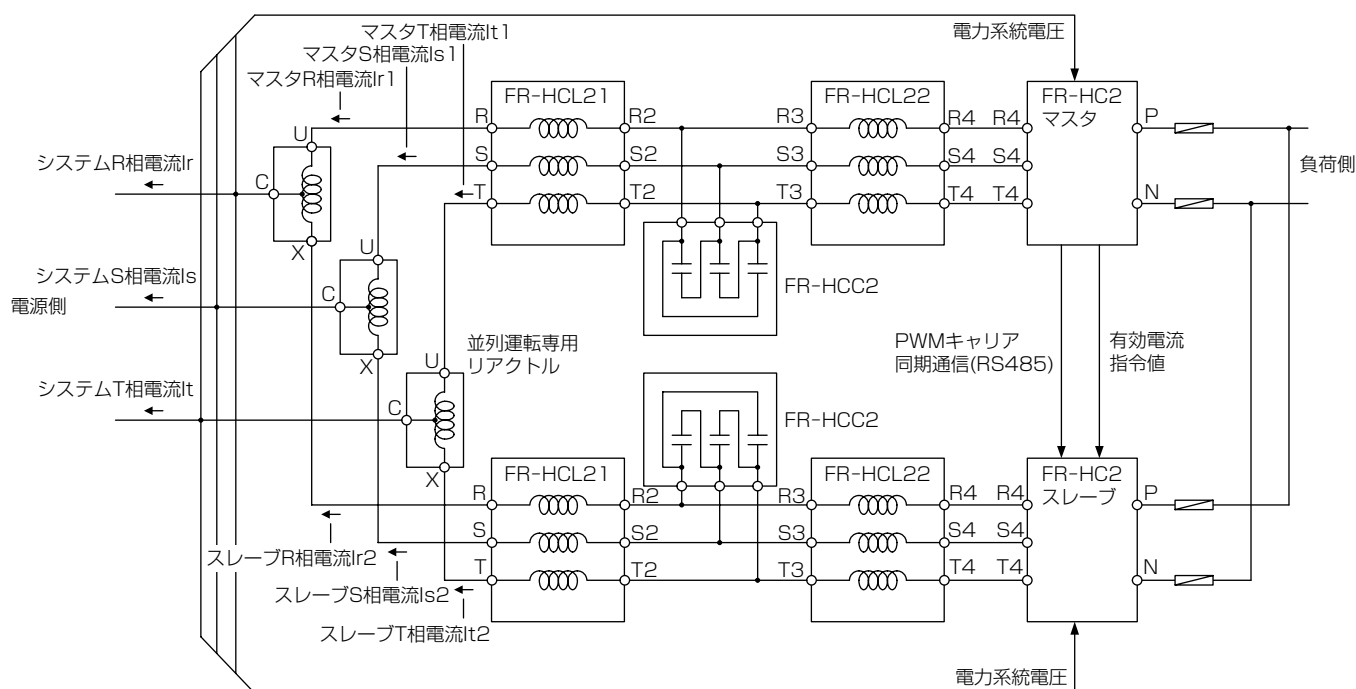 マスタT相電流It1
マスタS相電流Is1
マスタR相電流Ir1
電力系統電圧
FR-HCL21
FR-HCL22
FR-HC2
マスタ
U
R
R2
R3
R4
R4
P
システムR相電流Ir
C
S
S2
S3
S4
S4
負荷側
T
T2
T3
T4
T4
N
X
U
システムS相電流Is
電源側
C
FR-HCC2
X
並列運転専用
リアクトル
U
PWMキャリア
同期通信(RS485)
有効電流
指令値
システムT相電流It
C
FR-HCC2
X
FR-HCL21
FR-HCL22
FR-HC2
スレーブ
R
R2
R3
R4
R4
P
S
S2
S3
S4
S4
スレーブR相電流Ir2
T
T2
T3
T4
T4
N
スレーブS相電流Is2
スレーブT相電流It2
電力系統電圧